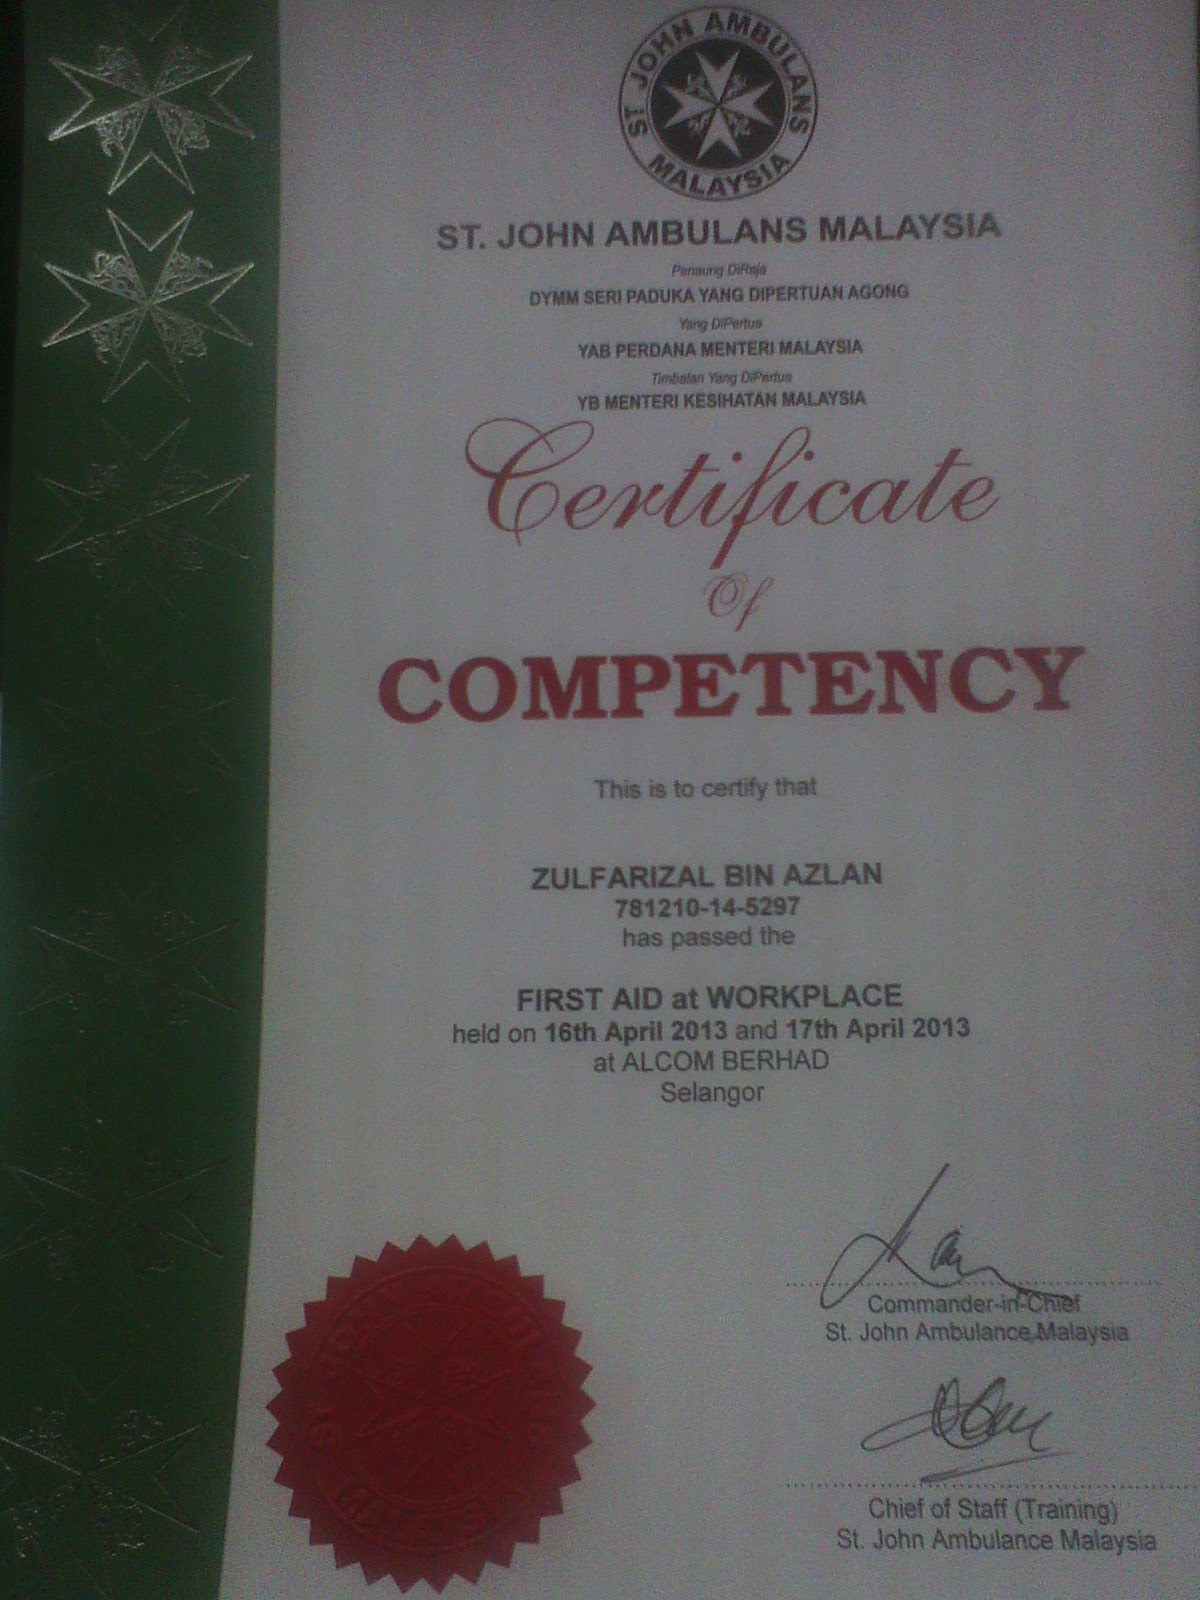 ST JOHN AMBULANS
MALAYSIA
ST. JOHN AMBULANS MALAYSIA
Penaung DiRaja
DYMM SERI PADUKA YANG DIPERTUAN AGONG
Yang DiPertua
YAB PERDANA MENTERI MALAYSIA
Timbalan Yang DiPertua
YB MENTERI KESIHATAN MALAYSIA
Certificate
Of
COMPETENCY
This is to certify that
ZULFARIZAL BIN AZLAN
781210-14-5297
has passed the
FIRST AID at WORKPLACE
held on 16th April 2013 and 17th April 2013
at ALCOM BERHAD
Selangor
Commander-in-Chief
St. John Ambulance Malaysia
Chief of Staff (Training)
St. John Ambulance Malaysia